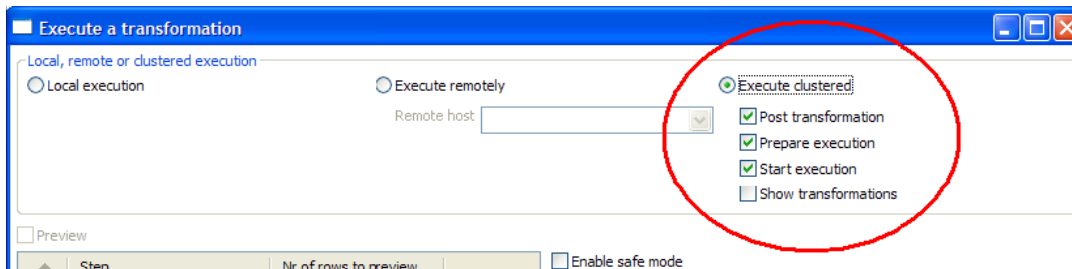 Execute a transformation
Local, remote or clustered execution
Local execution Execute remotely Execute clustered
Remote host Post transformation
Prepare execution
Start execution
Show transformations
Preview
Step Nr of rows to preview Enable safe mode